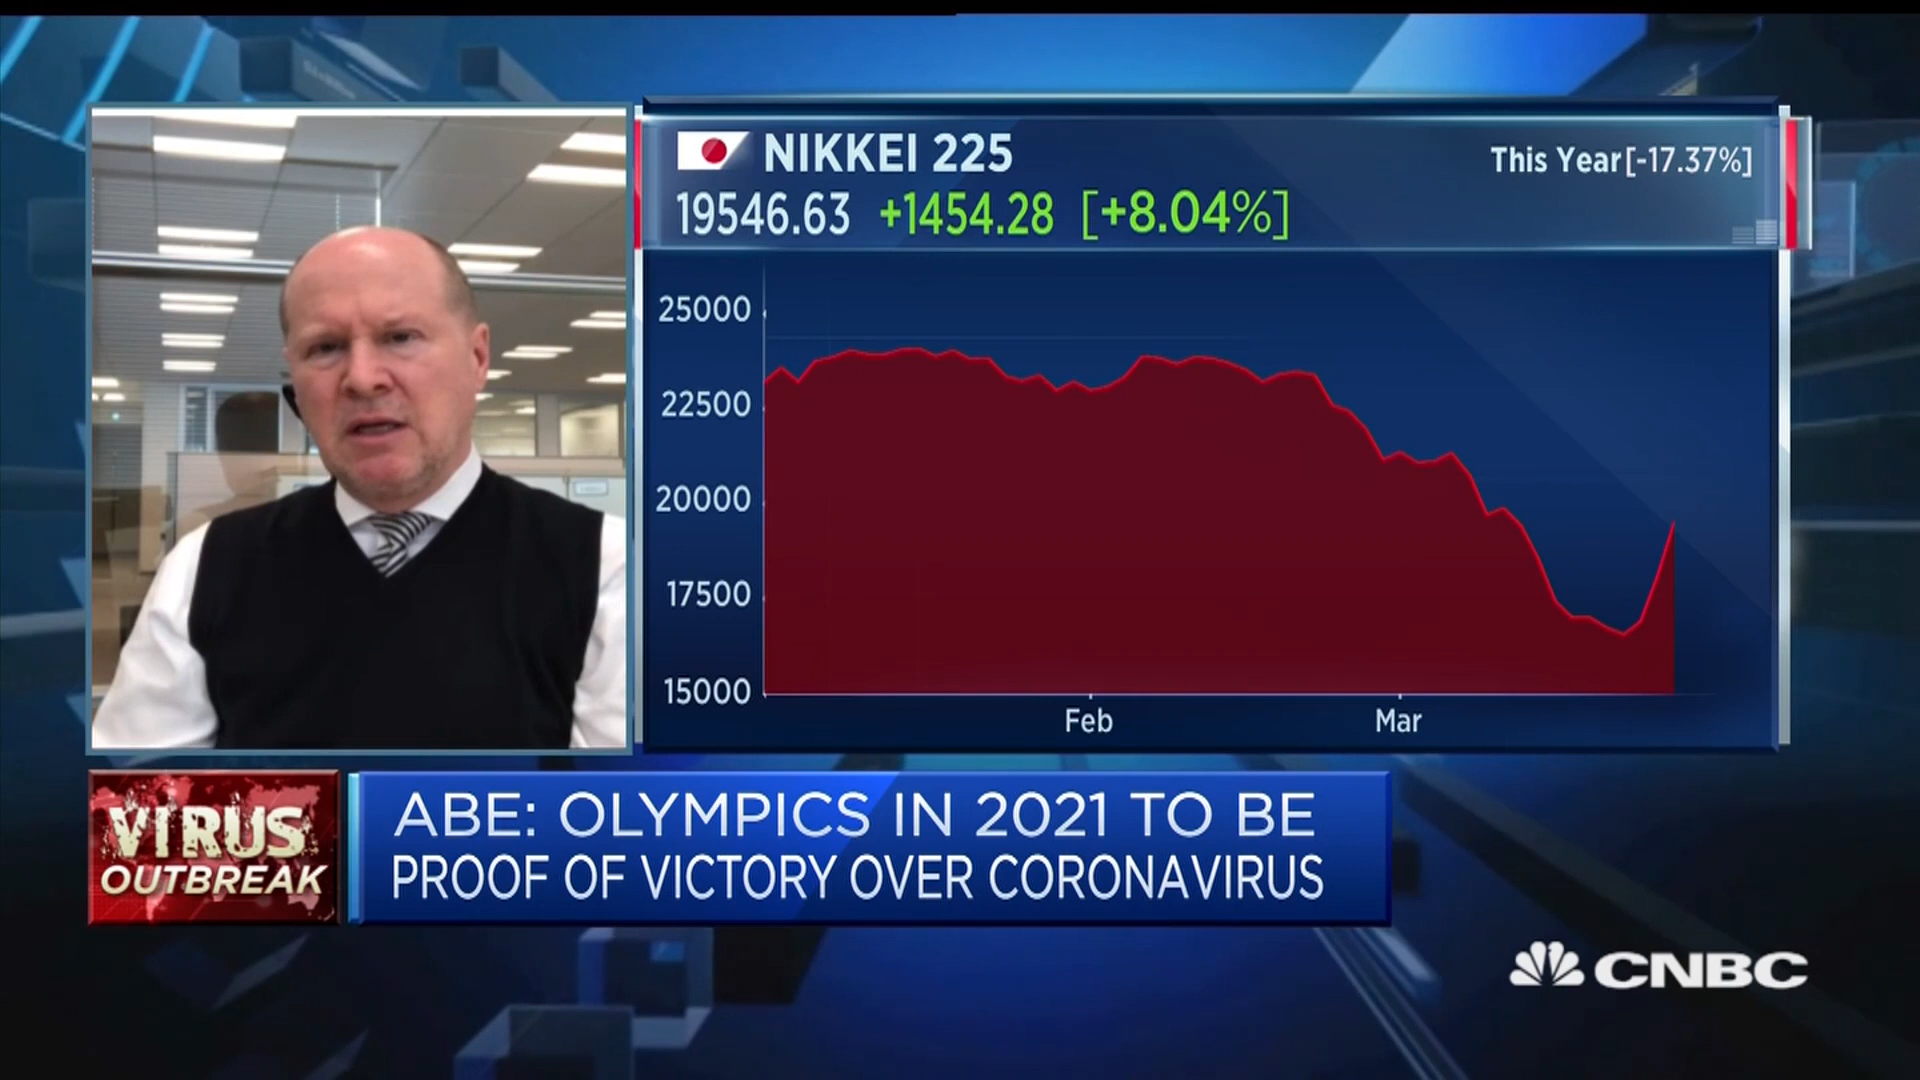 NIKKEI 225
This Year[-17.37%]
19546.63 +1454.28 [+8.04%]
25000
22500
20000
17500
15000
Feb Mar
VIRUS
OUTBREAK
ABE: OLYMPICS IN 2021 TO BE
PROOF OF VICTORY OVER CORONAVIRUS
CNBC